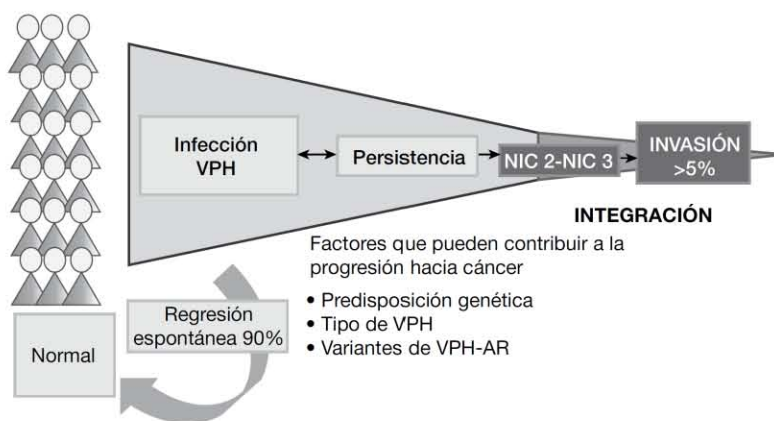 Infección
VPH
Persistencia
NIC 2-NIC 3
INVASIÓN
>5%
INTEGRACIÓN
Factores que pueden contribuir a la
progresión hacia cáncer
• Predisposición genética
• Tipo de VPH
• Variantes de VPH-AR
Regresión
espontánea 90%
Normal